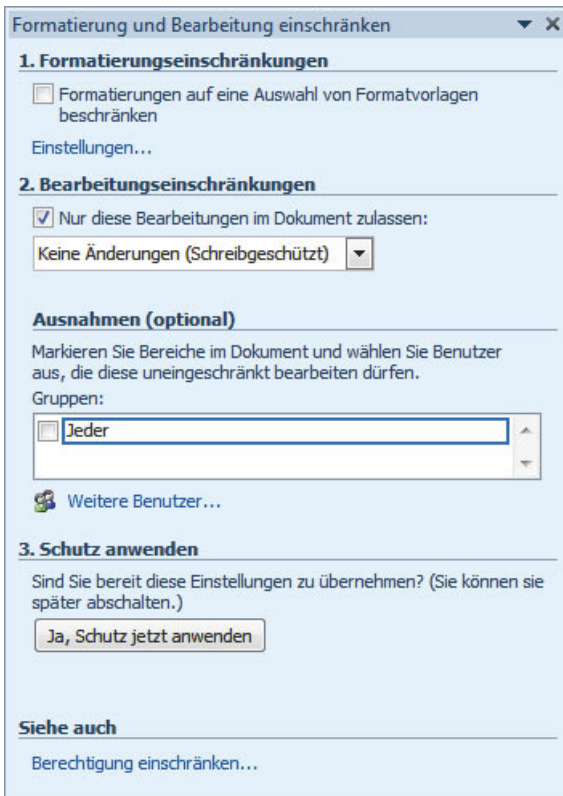 Formatierung und Bearbeitung einschränken
1. Formatierungseinschränkungen
Formatierungen auf eine Auswahl von Formatvorlagen
beschränken
Einstellungen...
2. Bearbeitungseinschränkungen
Nur diese Bearbeitungen im Dokument zulassen:
Keine Änderungen (Schreibgeschützt)
Ausnahmen (optional)
Markieren Sie Bereiche im Dokument und wählen Sie Benutzer
aus, die diese uneingeschränkt bearbeiten dürfen.
Gruppen:
Jeder
Weitere Benutzer...
3. Schutz anwenden
Sind Sie bereit diese Einstellungen zu übernehmen? (Sie können sie
später abschalten.)
Ja, Schutz jetzt anwenden
Siehe auch
Berechtigung einschränken...